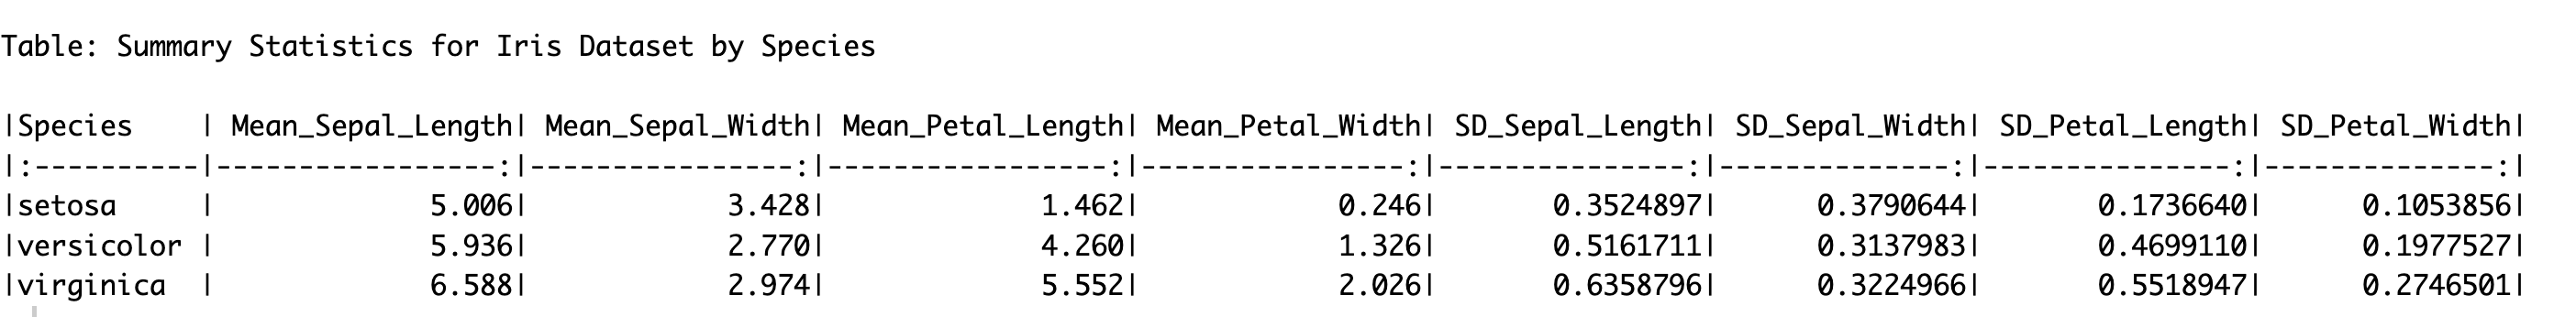 Table: Summary Statistics for Iris Dataset by Species
|Species    | Mean_Sepal_Length| Mean_Sepal_Width| Mean_Petal_Length| Mean_Petal_Width| SD_Sepal_Length| SD_Sepal_Width| SD_Petal_Length| SD_Petal_Width|
|:----------|-----------------:|----------------:|-----------------:|----------------:|---------------:|--------------:|---------------:|--------------:|
|setosa     |             5.006|            3.428|             1.462|            0.246|       0.3524897|      0.3790644|       0.1736640|      0.1053856|
|versicolor |             5.936|            2.770|             4.260|            1.326|       0.5161711|      0.3137983|       0.4699110|      0.1977527|
|virginica  |             6.588|            2.974|             5.552|            2.026|       0.6358796|      0.3224966|       0.5518947|      0.2746501|